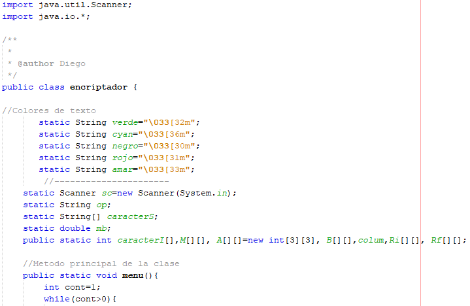 import java.util.Scanner;
import java.io.*;
/**
*
* @author Diego
*/
public class encriptador {
//Colores de texto
static String verde="\033[32m";
static String cyan="\033[36m";
static String negro="\033[30m";
static String rojo="\033[31m";
static String amar="\033[33m";
//----------------------
static Scanner sc=new Scanner(System.in);
static String op;
static String[] caracterS;
static double mb;
public static int caracterI[],M[][], A[][]=new int[3][3], B[][],colum,Ri[][], Rf[][];
//Metodo principal de la clase
public static void menu(){
int cont=1;
while(cont>0){